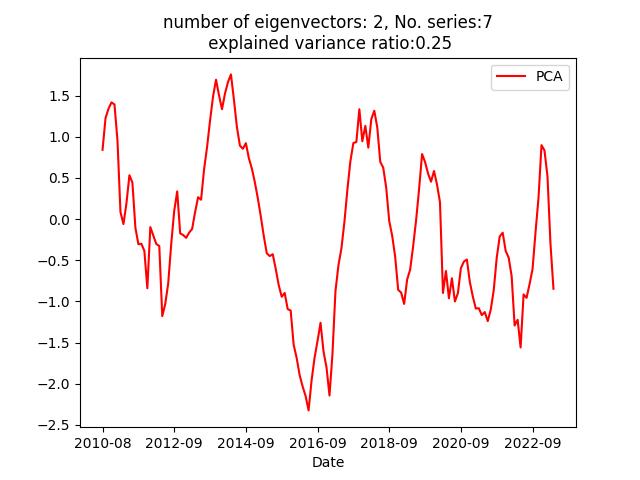 number of eigenvectors: 2, No. series:7
explained variance ratio:0.25
PCA
1.5
1.0
0.5
0.0
−0.5
−1.0
−1.5
−2.0
−2.5
2010-08 2012-09 2014-09 2016-09 2018-09 2020-09 2022-09
Date